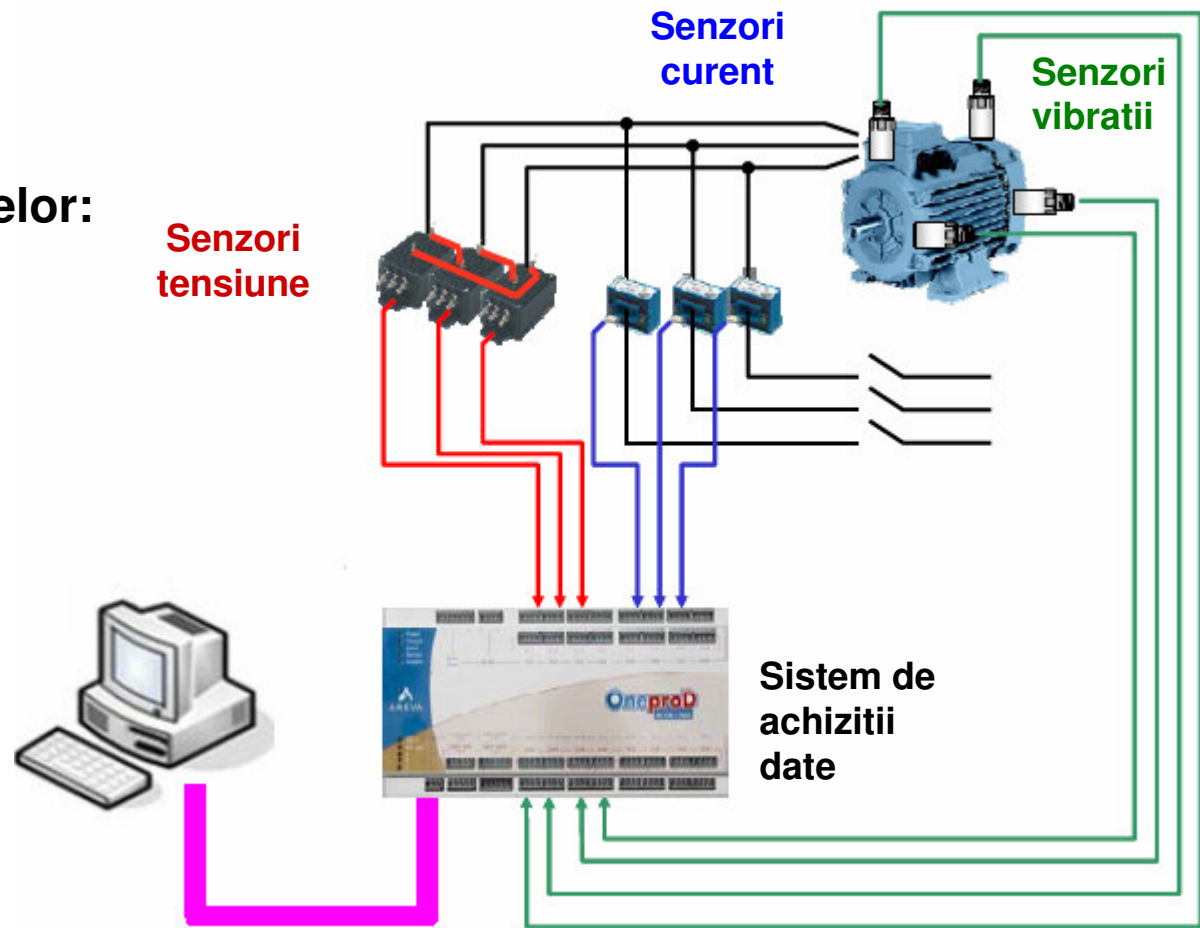 Senzori
curent
Senzori
vibratii
elor:
Senzori
tensiune
Sistem de
achizitii
date
AREVA
OneproD